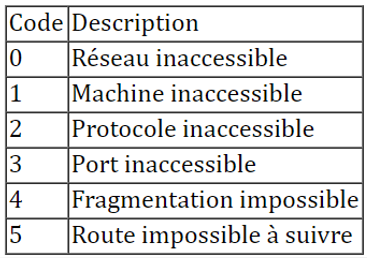 Code Description
0 Réseau inaccessible
1 Machine inaccessible
2 Protocole inaccessible
3 Port inaccessible
4 Fragmentation impossible
5 Route impossible à suivre